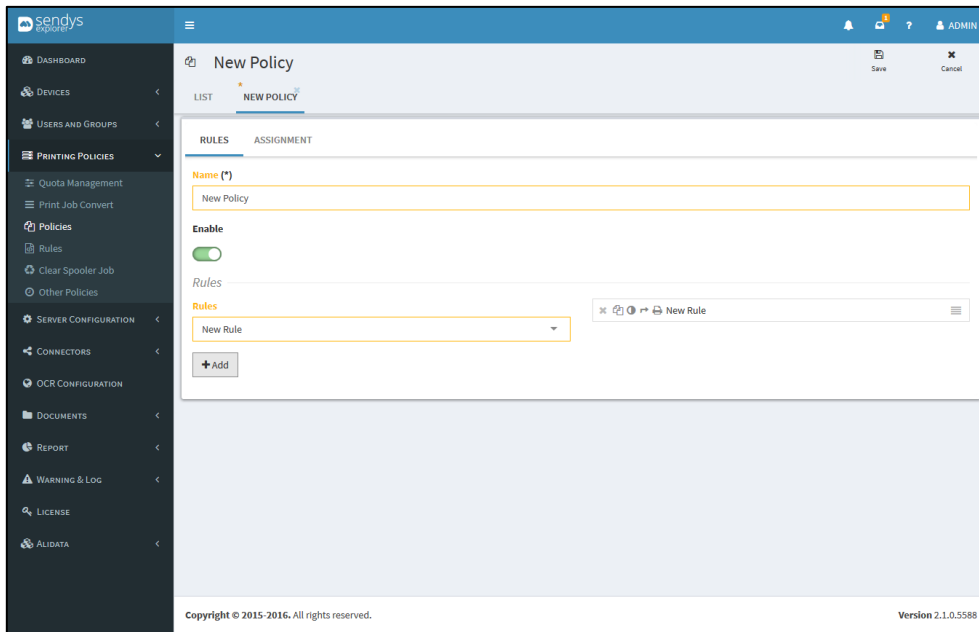 sendys
explorer
1
? ADMIN
DASHBOARD
DEVICES
USERS AND GROUPS
PRINTING POLICIES
Quota Management
Print Job Convert
Policies
Rules
Clear Spooler Job
Other Policies
SERVER CONFIGURATION
CONNECTORS
OCR CONFIGURATION
DOCUMENTS
REPORT
WARNING & LOG
LICENSE
ALIDATA
New Policy
Save
Cancel
LIST
* NEW POLICY
RULES
ASSIGNMENT
Name (*)
New Policy
Enable
Rules
Rules
New Rule
New Rule
+Add
Copyright © 2015-2016. All rights reserved.
Version 2.1.0.5588